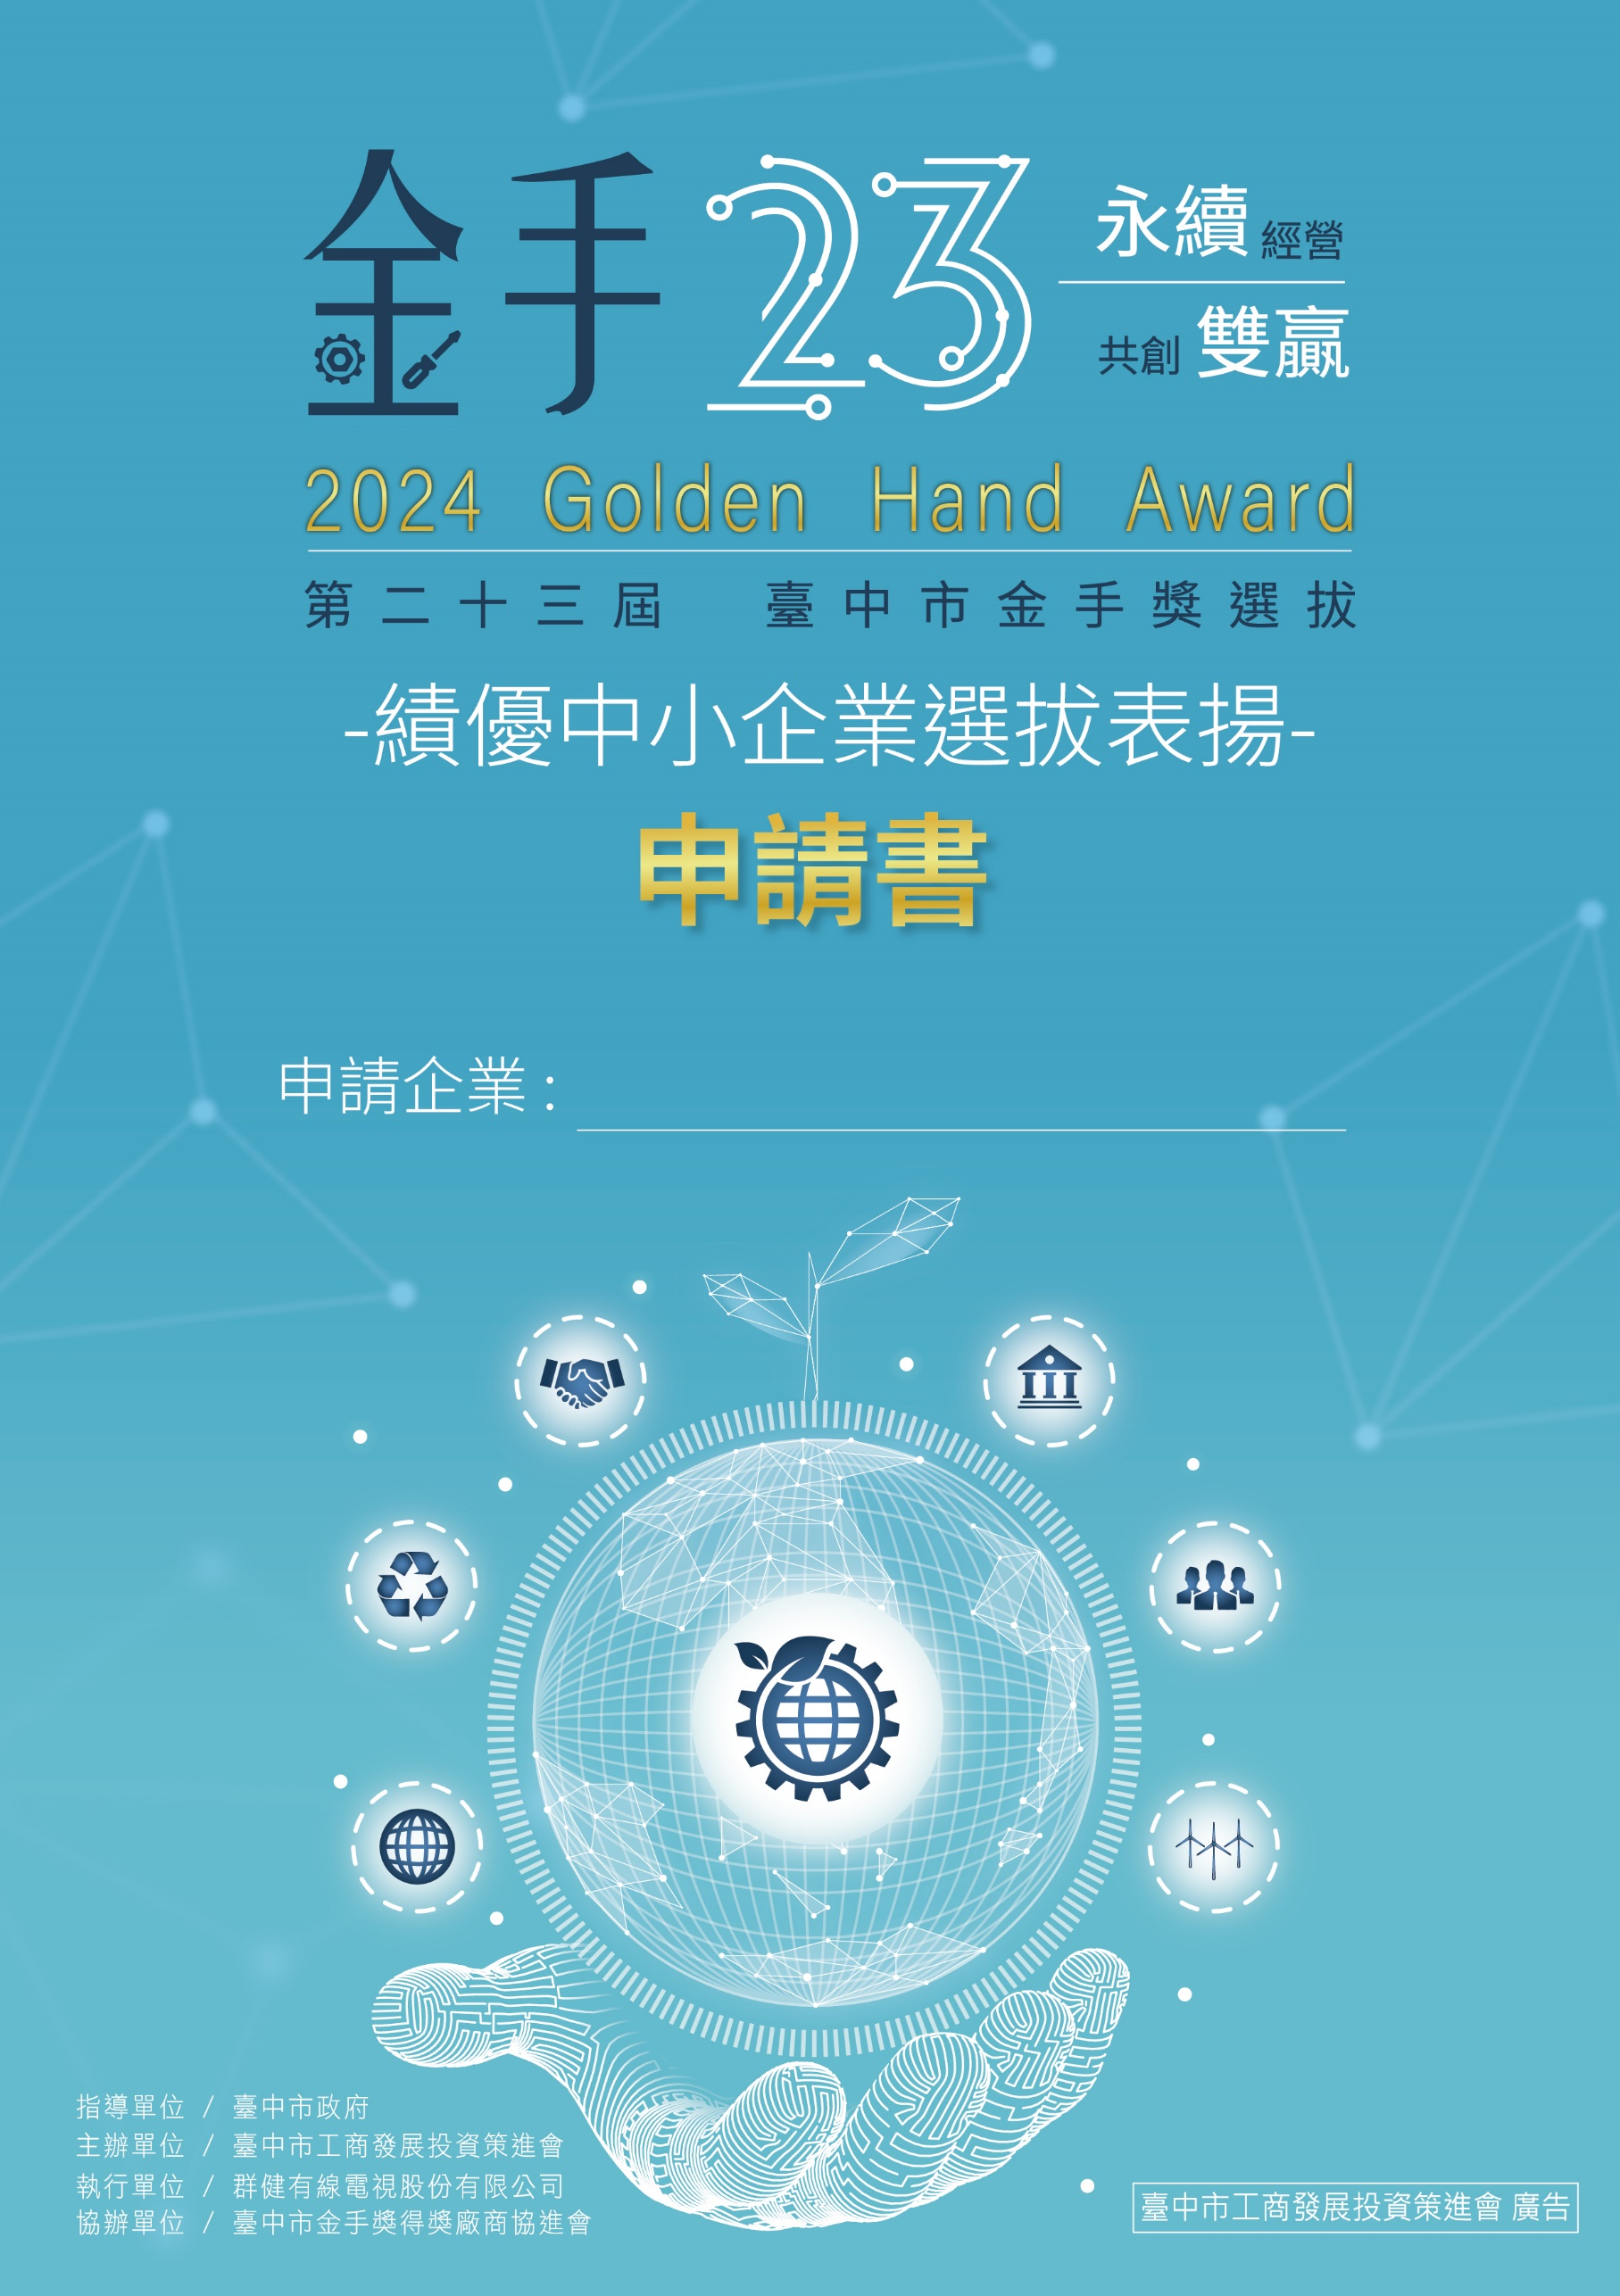 金手23
永續經營
共創雙贏
2024 Golden Hand Award
第二十三屆 臺中市金手獎選拔
-績優中小企業選拔表揚-
申請書
申請企業：
指導單位 / 臺中市政府
主辦單位 / 臺中市工商發展投資策進會
執行單位 / 群健有線電視股份有限公司
協辦單位 / 臺中市金手獎得獎廠商協進會
臺中市工商發展投資策進會 廣告